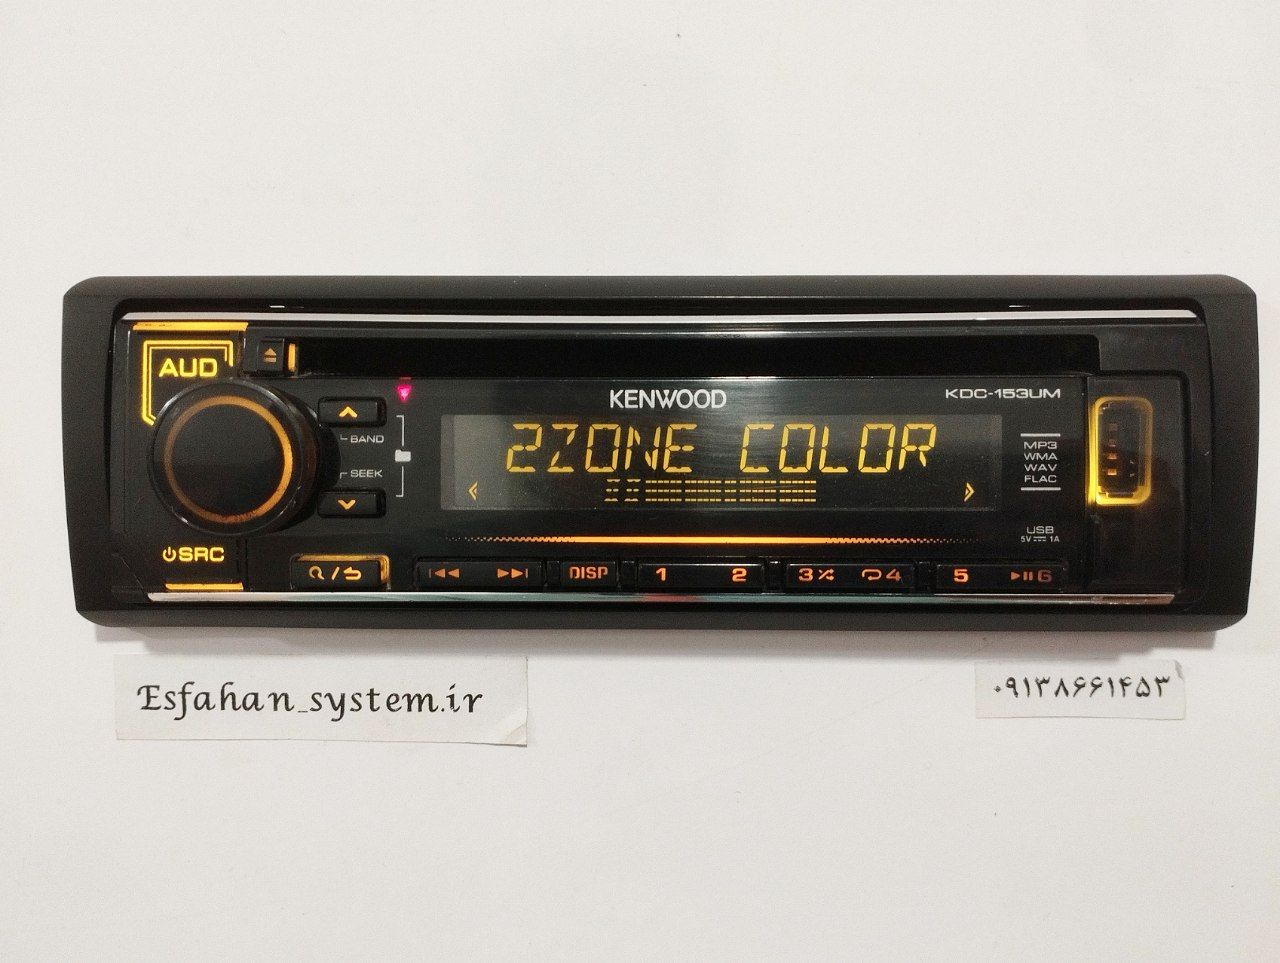 AUD
KENWOOD
KDC-153UM
BAND
SEEK
2ZONE COLOR
MP3
WMA
WAV
FLAC
USB
5V 1A
SRC
DISP
1
2
3
4
5
6
Esfahan_system.ir
۰۹۱۳۸۶۶۱۴۵۳